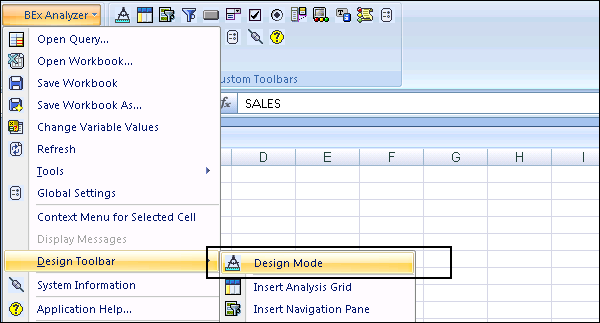 BEx Analyzer
Open Query...
Open Workbook...
Save Workbook
Save Workbook As...
Change Variable Values
Refresh
Tools
Global Settings
Context Menu for Selected Cell
Display Messages
Design Toolbar
System Information
Application Help...
ustom Toolbars
fx SALES
D E F G H I
Design Mode
Insert Analysis Grid
Insert Navigation Pane